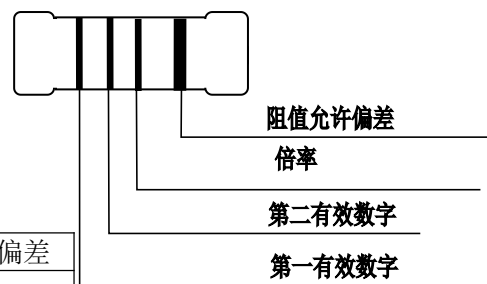 阻值允许偏差
倍率
第二有效数字
偏差
第一有效数字